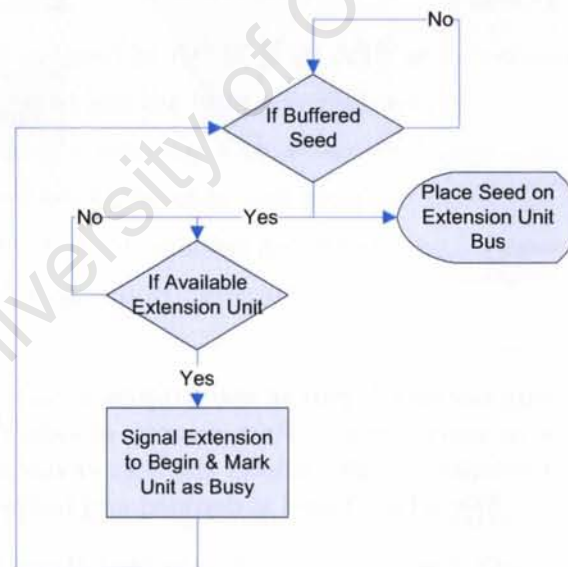 No
If Buffered
Seed
Place Seed on
Extension Unit
Bus
No
Yes
If Available
Extension Unit
Yes
Signal Extension
to Begin & Mark
Unit as Busy